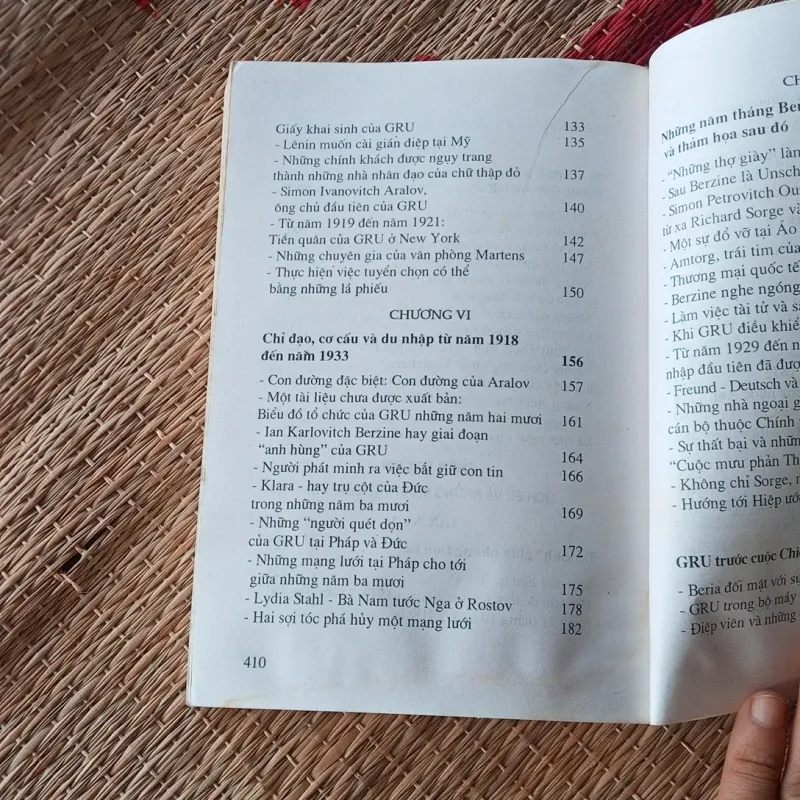 Giấy khai sinh của GRU 133
- Lênin muốn cài gián điệp tại Mỹ 135
- Những chính khách được ngụy trang
thành những nhà nhân đạo của chữ thập đỏ 137
- Simon Ivanovitch Aralov,
ông chủ đầu tiên của GRU 140
- Từ năm 1919 đến năm 1921:
Tiền quân của GRU ở New York 142
- Những chuyên gia của văn phòng Martens 147
- Thực hiện việc tuyển chọn có thể
bằng những lá phiếu 150
CHƯƠNG VI
Chỉ đạo, cơ cấu và du nhập từ năm 1918
đến năm 1933 156
- Con đường đặc biệt: Con đường của Aralov 157
- Một tài liệu chưa được xuất bản:
Biểu đồ tổ chức của GRU những năm hai mươi 161
- Ian Karlovitch Berzine hay giai đoạn
"anh hùng" của GRU 164
- Người phát minh ra việc bắt giữ con tin 166
- Klara - hay trụ cột của Đức
trong những năm ba mươi 169
- Những "người quét dọn"
của GRU tại Pháp và Đức 172
- Những mạng lưới tại Pháp cho tới
giữa những năm ba mươi 175
- Lydia Stahl - Bà Nam tước Nga ở Rostov 178
- Hai sợi tóc phá hủy một mạng lưới 182
410
CH
Những năm tháng Ber
và thảm họa sau đó
- "Những thợ giày" làm
- Sau Berzine là Unsch
- Simon Petrovitch Ou
từ xa Richard Sorge và
- Một sự đổ vỡ tại Áo
- Amtorg, trái tim của
- Thương mại quốc tế
- Berzine nghe ngóng
- Làm việc tài tử và sa
- Khi GRU điều khiể
- Từ năm 1929 đến n
nhập đầu tiên đã đượ
- Freund - Deutsch và
- Những nhà ngoại g
cán bộ thuộc Chính
- Sự thất bại và nhữn
"Cuộc mưu phản Th
- Không chỉ Sorge, m
- Hướng tới Hiệp ước
GRU trước cuộc Chiế
- Beria đối mặt với sự
- GRU trong bộ máy
- Điệp viên và những